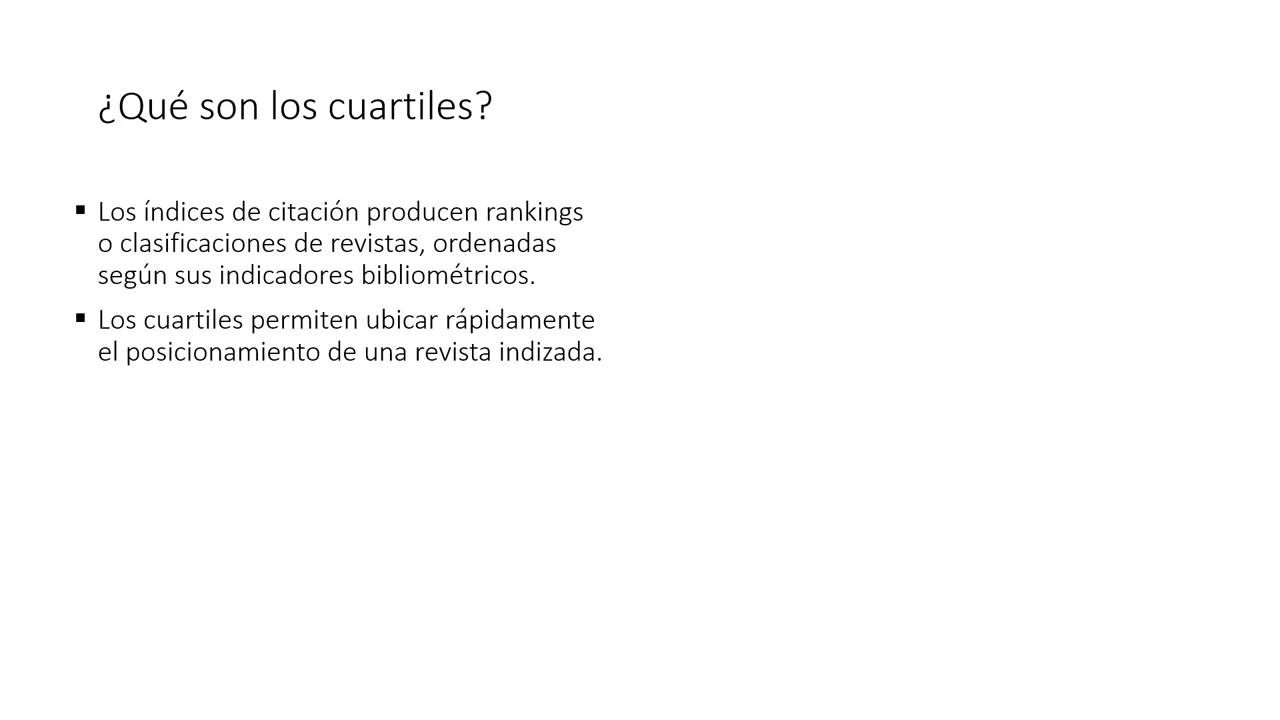 ¿Qué son los cuartiles?
▪ Los índices de citación producen rankings
o clasificaciones de revistas, ordenadas
según sus indicadores bibliométricos.
▪ Los cuartiles permiten ubicar rápidamente
el posicionamiento de una revista indizada.